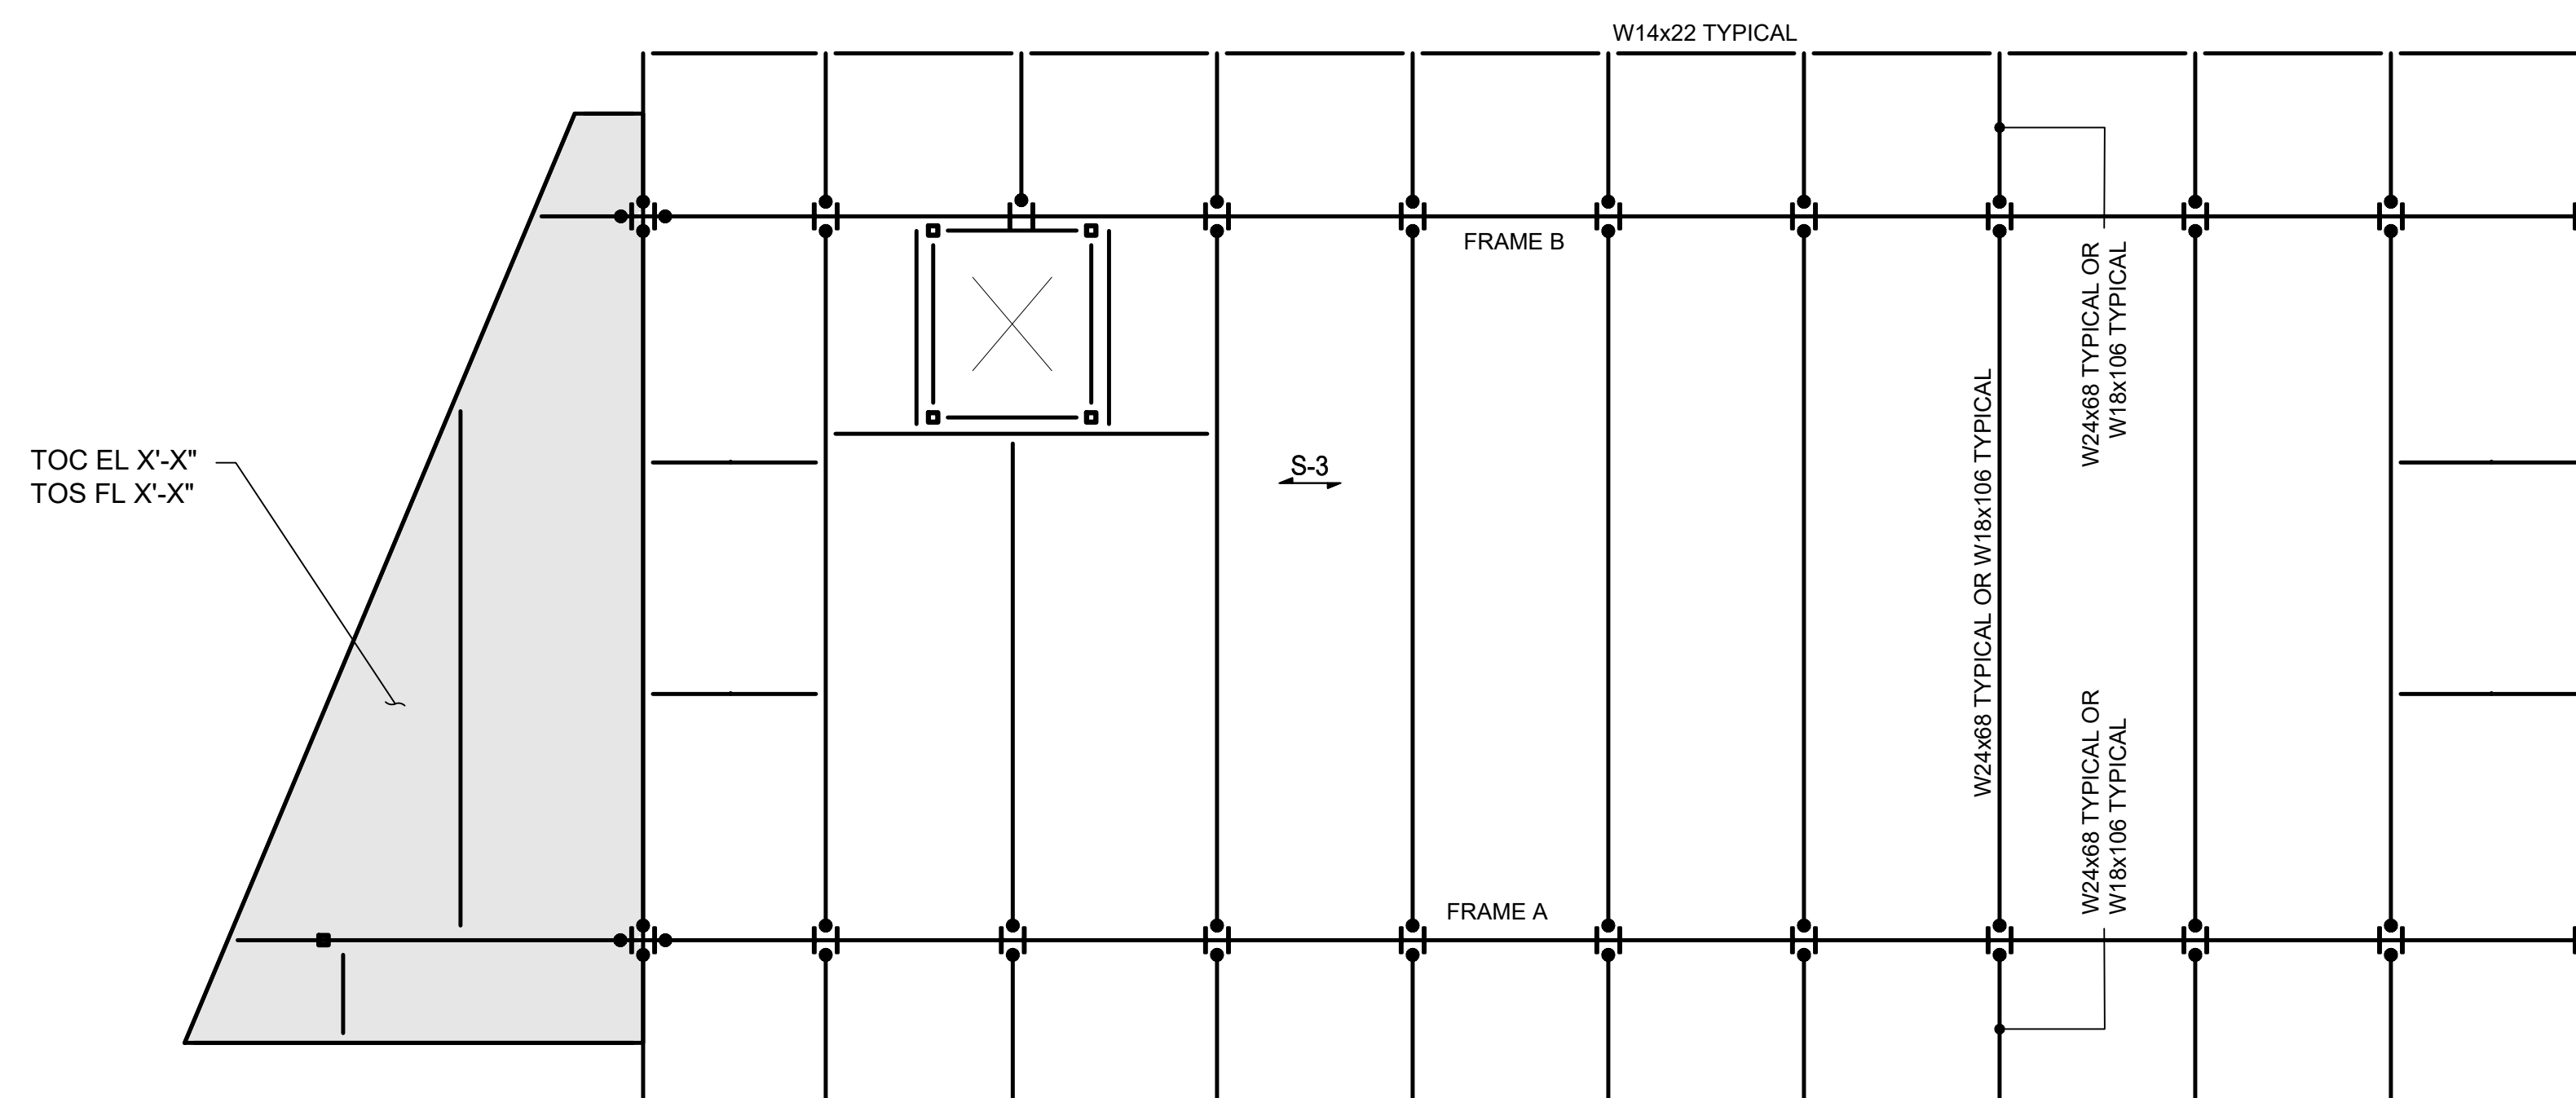 W14x22 TYPICAL
FRAME B
W24x68 TYPICAL OR
W18x106 TYPICAL
W24x68 TYPICAL OR W18x106 TYPICAL
TOC EL X'-X"
TOS FL X'-X"
S-3
W24x68 TYPICAL OR
W18x106 TYPICAL
FRAME A